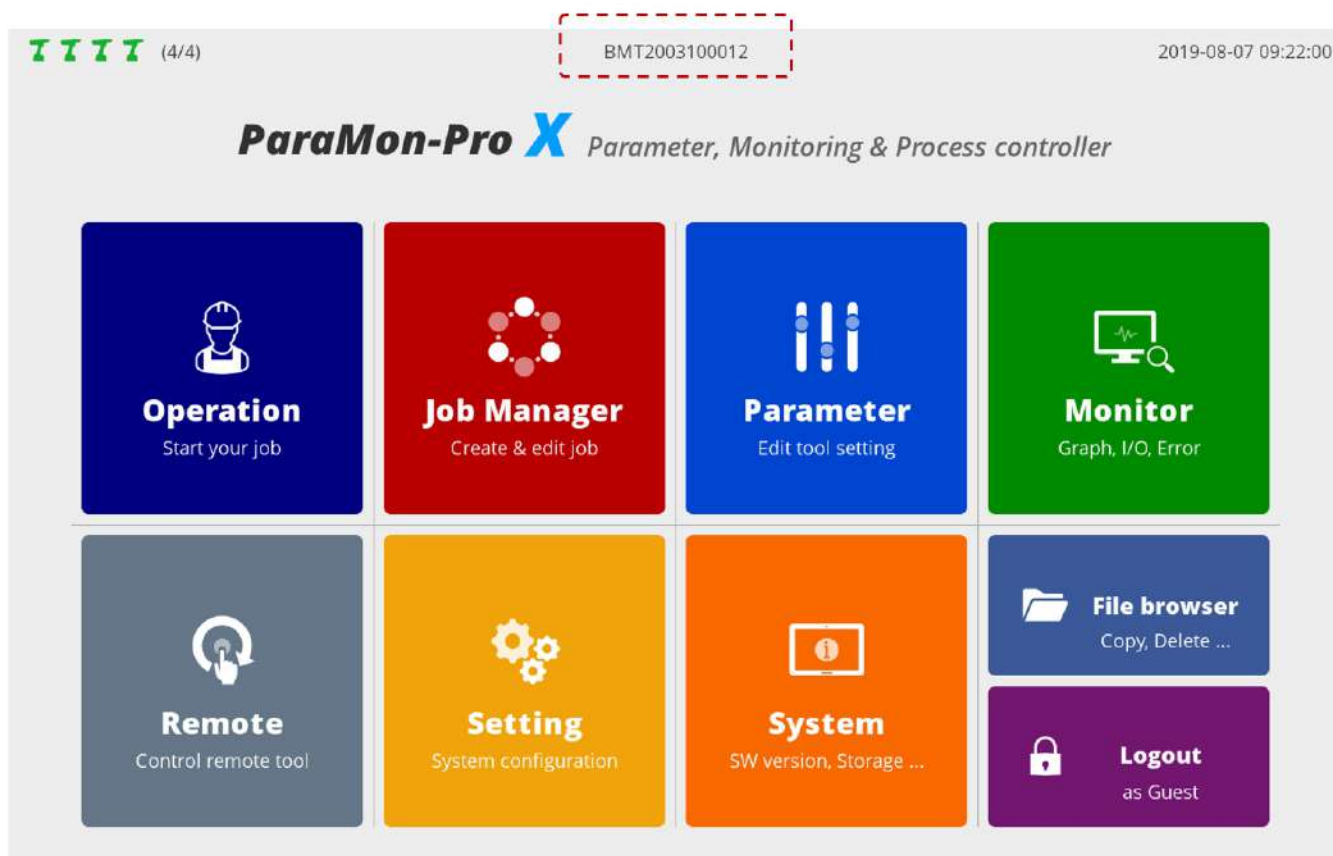 (4/4)
BMT2003100012
2019-08-07 09:22:00
ParaMon-Pro X Parameter, Monitoring & Process controller
Operation
Start your job
Job Manager
Create & edit job
Parameter
Edit tool setting
Monitor
Graph, I/O, Error
Remote
Control remote tool
Setting
System configuration
System
SW version, Storage ...
File browser
Copy, Delete ...
Logout
as Guest